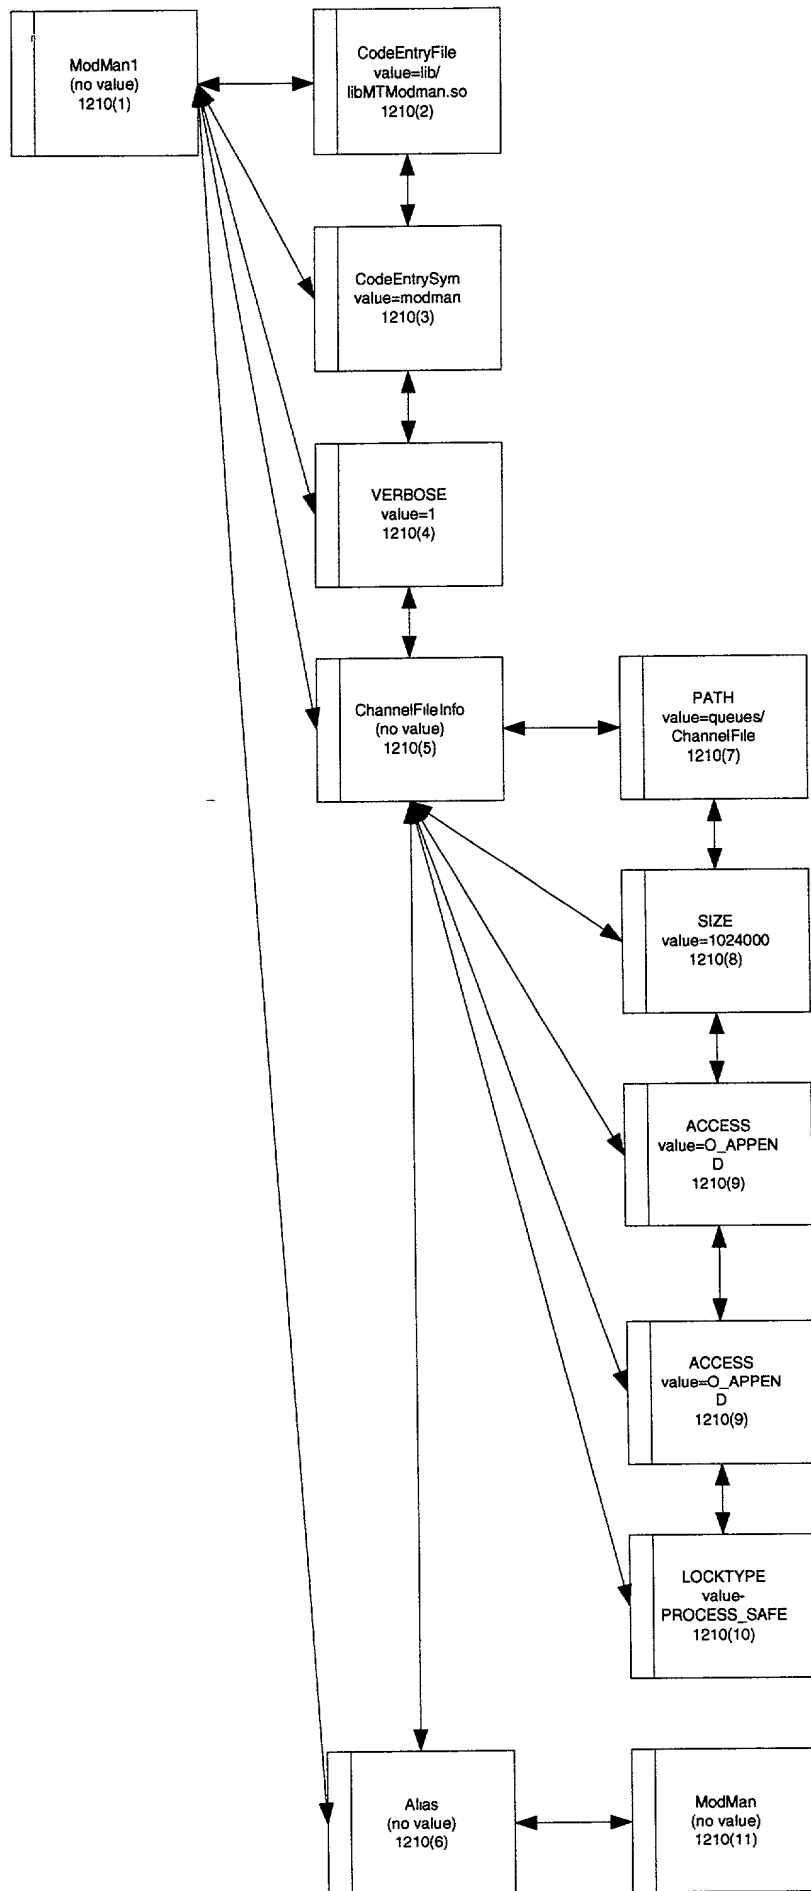 ModMan1
(no value)
1210(1)
CodeEntryFile
value=lib/
libMTModman.so
1210(2)
CodeEntrySym
value=modman
1210(3)
VERBOSE
value=1
1210(4)
ChannelFileInfo
(no value)
1210(5)
PATH
value=queues/
ChannelFile
1210(7)
SIZE
value=1024000
1210(8)
ACCESS
value=O_APPEN
D
1210(9)
ACCESS
value=O_APPEN
D
1210(9)
LOCKTYPE
value-
PROCESS_SAFE
1210(10)
Alias
(no value)
1210(6)
ModMan
(no value)
1210(11)